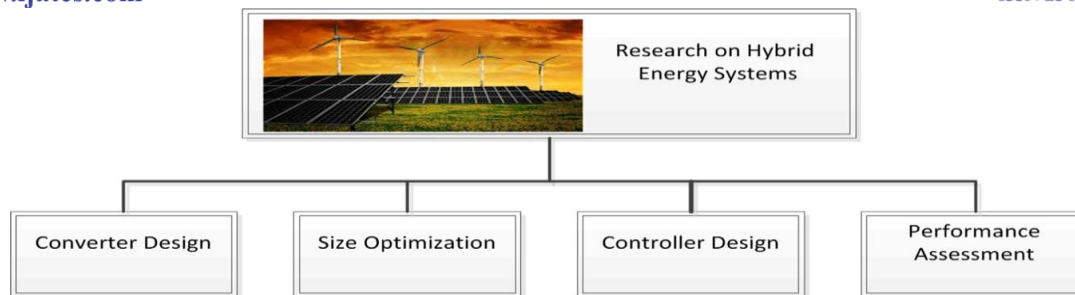 Research on Hybrid
Energy Systems
Converter Design
Size Optimization
Controller Design
Performance
Assessment